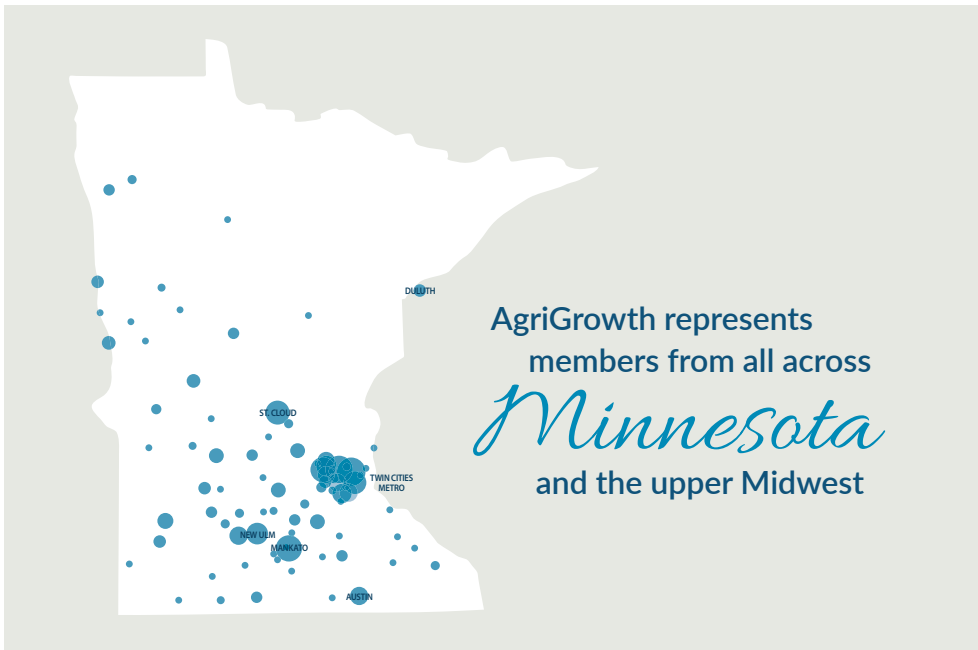 DULUTH
ST. CLOUD
TWIN CITIES
METRO
NEW ULM
MANKATO
AUSTIN
AgriGrowth represents
members from all across
Minnesota
and the upper Midwest